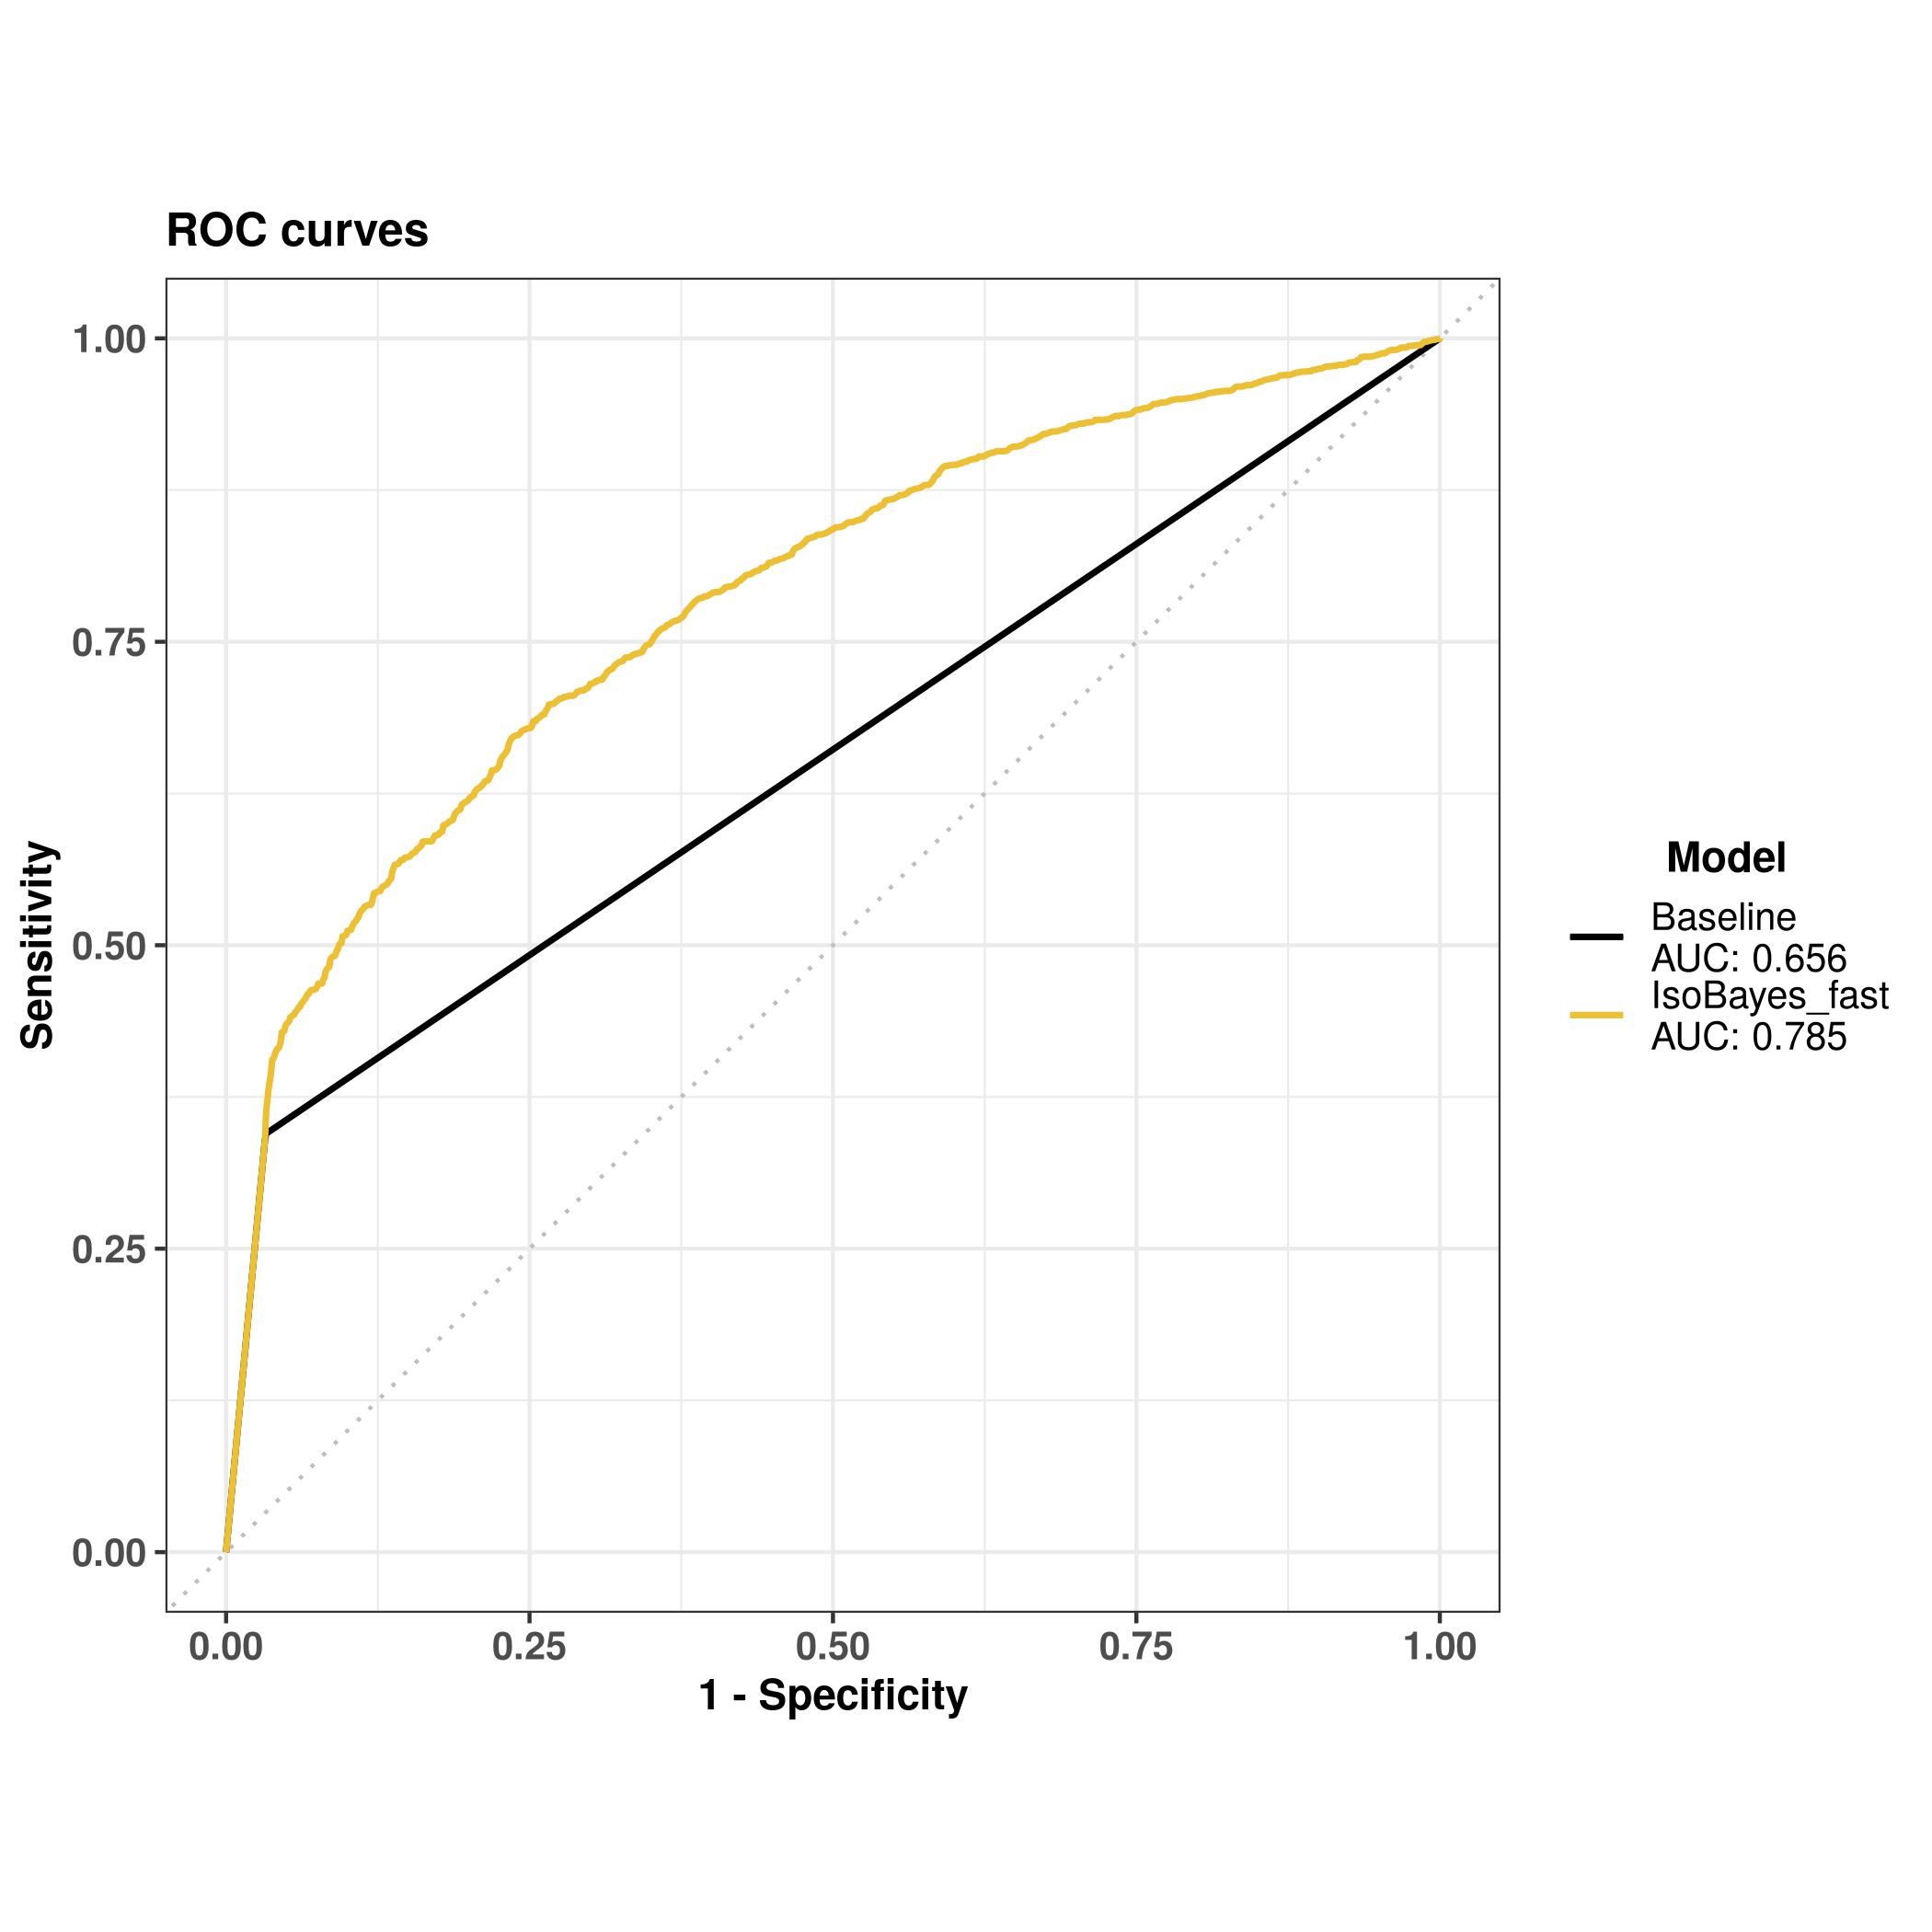 ROC curves
1.00
0.75
0.50
0.25
0.00
Sensitivity
0.00 0.25 0.50 0.75 1.00
1 - Specificity
Model
Baseline
AUC: 0.656
IsoBayes_fast
AUC: 0.785